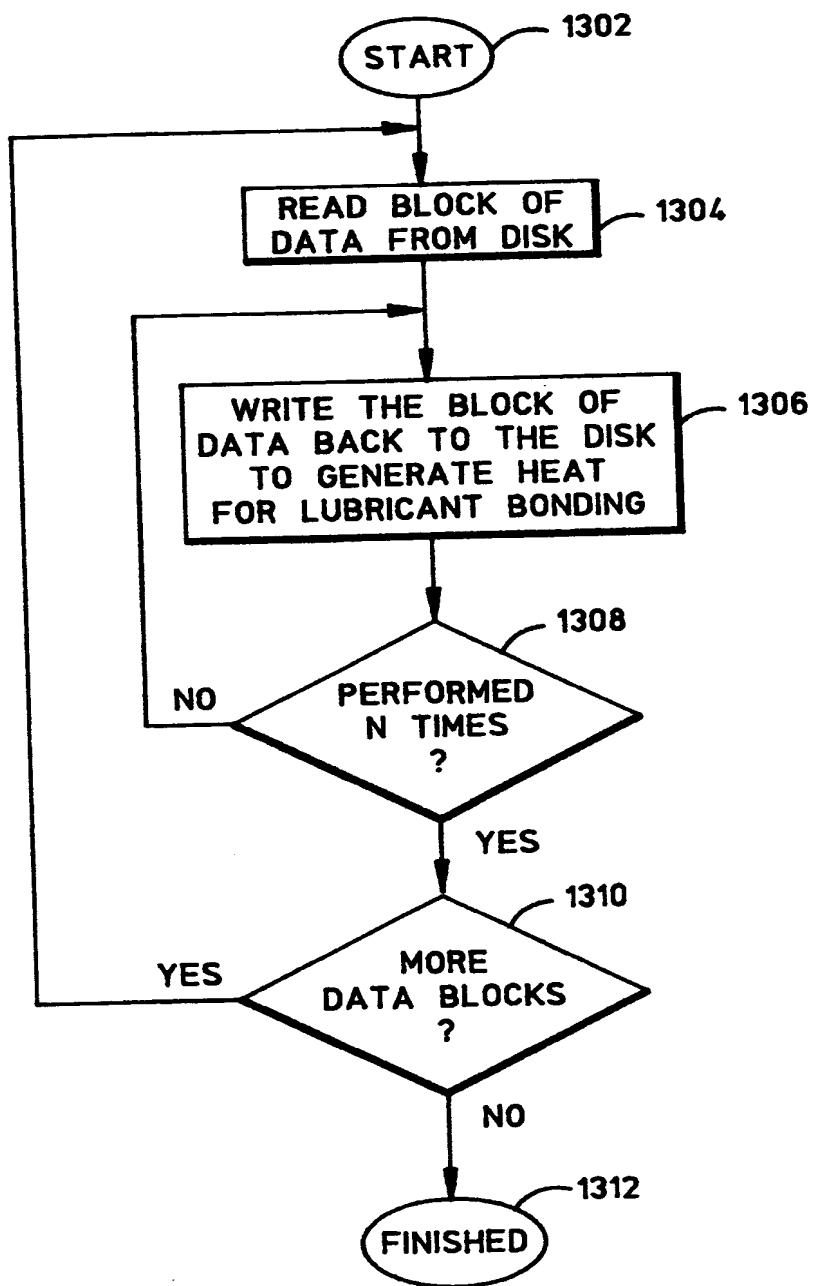 1302
START
READ BLOCK OF
DATA FROM DISK
1304
WRITE THE BLOCK OF
DATA BACK TO THE DISK
TO GENERATE HEAT
FOR LUBRICANT BONDING
1306
1308
PERFORMED
N TIMES
?
NO
YES
1310
MORE
DATA BLOCKS
?
YES
NO
1312
FINISHED